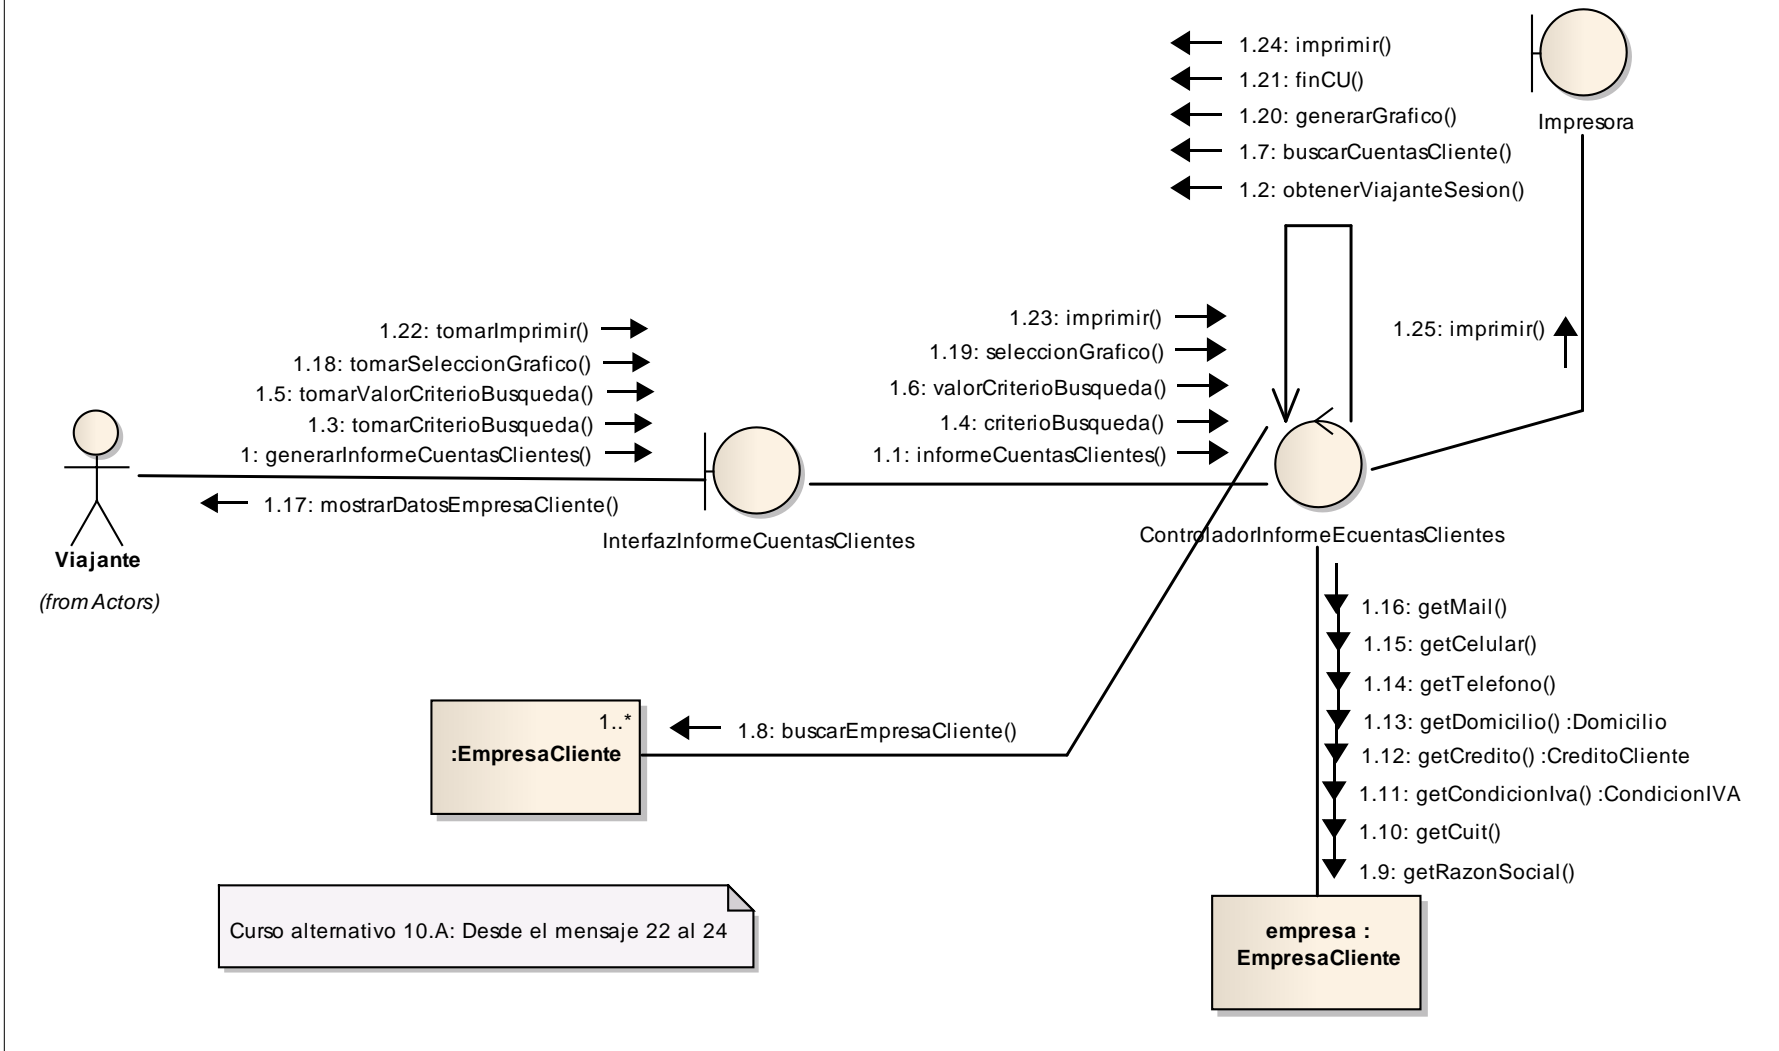 1.24: imprimir()
1.21: finCU()
1.20: generarGrafico()
1.7: buscarCuentasCliente()
1.2: obtenerViajanteSesion()
Impresora
1.22: tomarImprimir()
1.18: tomarSeleccionGrafico()
1.5: tomarValorCriterioBusqueda()
1.3: tomarCriterioBusqueda()
1: generarInformeCuentasClientes()
1.17: mostrarDatosEmpresaCliente()
Viajante
(from Actors)
InterfazInformeCuentasClientes
1.23: imprimir()
1.19: seleccionGrafico()
1.6: valorCriterioBusqueda()
1.4: criterioBusqueda()
1.1: informeCuentasClientes()
1.25: imprimir()
ControladorInformeEcuentasClientes
1.16: getMail()
1.15: getCelular()
1.14: getTelefono()
1.13: getDomicilio() :Domicilio
1.12: getCredito() :CreditoCliente
1.11: getCondicionIva() :CondicionIVA
1.10: getCuit()
1.9: getRazonSocial()
1..*
:EmpresaCliente
1.8: buscarEmpresaCliente()
Curso alternativo 10.A: Desde el mensaje 22 al 24
empresa :
EmpresaCliente